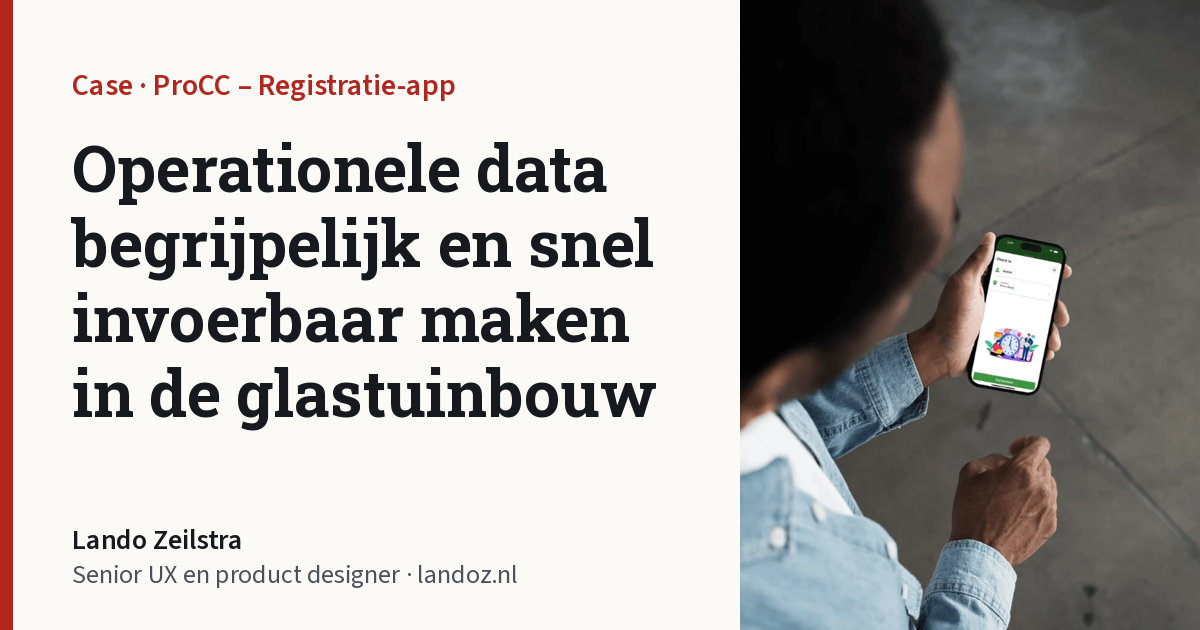 Case · ProCC – Registratie-app
Operationele data
begrijpelijk en snel
invoerbaar maken
in de glastuinbouw
Lando Zeilstra
Senior UX en product designer · landoz.nl